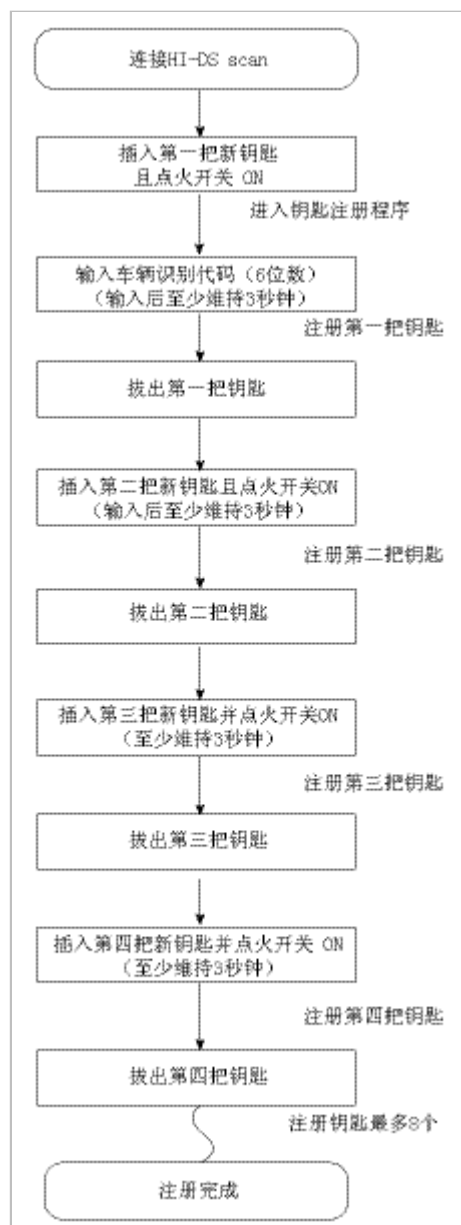 连接HI-DS scan
插入第一把新钥匙
且点火开关 ON
进入钥匙注册程序
输入车辆识别代码（6位数）
（输入后至少维持3秒钟）
注册第一把钥匙
拔出第一把钥匙
插入第二把新钥匙且点火开关ON
（输入后至少维持3秒钟）
注册第二把钥匙
拔出第二把钥匙
插入第三把新钥匙并点火开关ON
（至少维持3秒钟）
注册第三把钥匙
拔出第三把钥匙
插入第四把新钥匙并点火开关 ON
（至少维持3秒钟）
注册第四把钥匙
拔出第四把钥匙
注册钥匙最多8个
注册完成